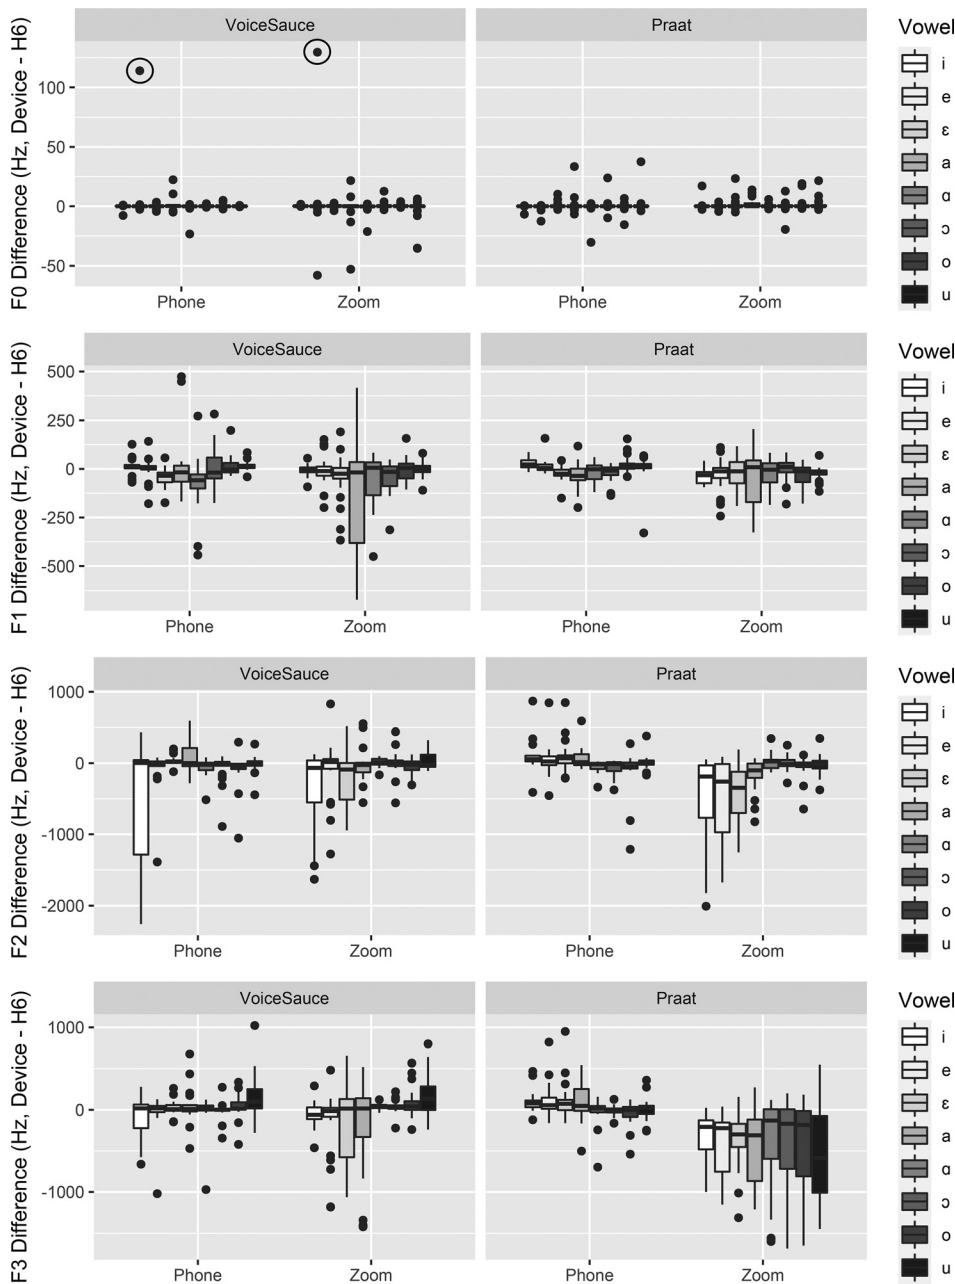 VoiceSauce Praat Vowel
F0 Difference (Hz, Device - H6)
100
50
0
-50
Phone Zoom Phone Zoom
i
e
ɛ
a
ɑ
ɔ
o
u
VoiceSauce Praat Vowel
F1 Difference (Hz, Device - H6)
500
250
0
-250
-500
Phone Zoom Phone Zoom
i
e
ɛ
a
ɑ
ɔ
o
u
VoiceSauce Praat Vowel
F2 Difference (Hz, Device - H6)
1000
0
-1000
-2000
Phone Zoom Phone Zoom
i
e
ɛ
a
ɑ
ɔ
o
u
VoiceSauce Praat Vowel
F3 Difference (Hz, Device - H6)
1000
0
-1000
Phone Zoom Phone Zoom
i
e
ɛ
a
ɑ
ɔ
o
u